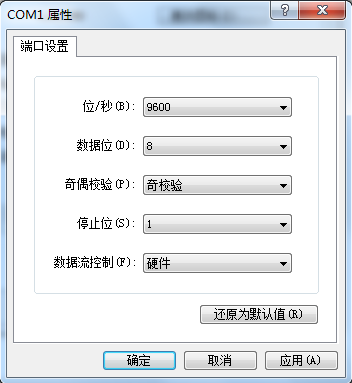 COM1 属性
端口设置
位/秒(B): 9600
数据位(D): 8
奇偶校验(P): 奇校验
停止位(S): 1
数据流控制(F): 硬件
还原为默认值(R)
确定 取消 应用(A)